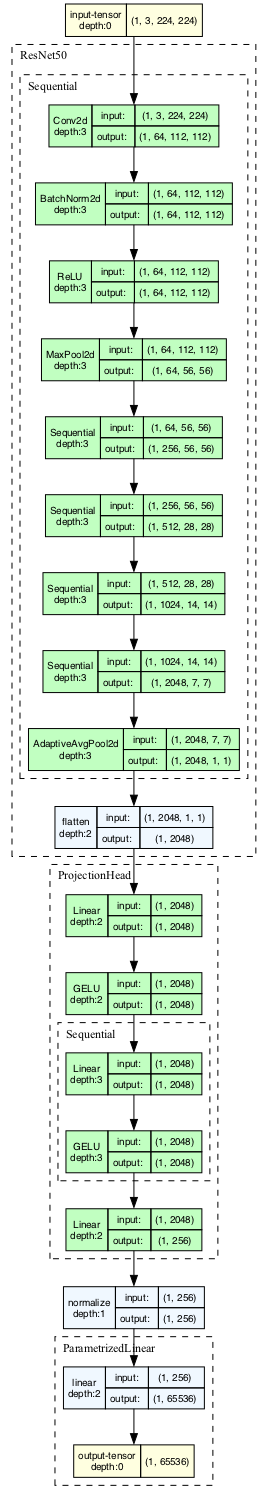 input-tensor
depth:0
(1, 3, 224, 224)
ResNet50
Sequential
Conv2d
depth:3
input:
(1, 3, 224, 224)
output:
(1, 64, 112, 112)
BatchNorm2d
depth:3
input:
(1, 64, 112, 112)
output:
(1, 64, 112, 112)
ReLU
depth:3
input:
(1, 64, 112, 112)
output:
(1, 64, 112, 112)
MaxPool2d
depth:3
input:
(1, 64, 112, 112)
output:
(1, 64, 56, 56)
Sequential
depth:3
input:
(1, 64, 56, 56)
output:
(1, 256, 56, 56)
Sequential
depth:3
input:
(1, 256, 56, 56)
output:
(1, 512, 28, 28)
Sequential
depth:3
input:
(1, 512, 28, 28)
output:
(1, 1024, 14, 14)
Sequential
depth:3
input:
(1, 1024, 14, 14)
output:
(1, 2048, 7, 7)
AdaptiveAvgPool2d
depth:3
input:
(1, 2048, 7, 7)
output:
(1, 2048, 1, 1)
flatten
depth:2
input:
(1, 2048, 1, 1)
output:
(1, 2048)
ProjectionHead
Linear
depth:2
input:
(1, 2048)
output:
(1, 2048)
GELU
depth:2
input:
(1, 2048)
output:
(1, 2048)
Sequential
Linear
depth:3
input:
(1, 2048)
output:
(1, 2048)
GELU
depth:3
input:
(1, 2048)
output:
(1, 2048)
Linear
depth:2
input:
(1, 2048)
output:
(1, 256)
normalize
depth:1
input:
(1, 256)
output:
(1, 256)
ParametrizedLinear
linear
depth:2
input:
(1, 256)
output:
(1, 65536)
output-tensor
depth:0
(1, 65536)